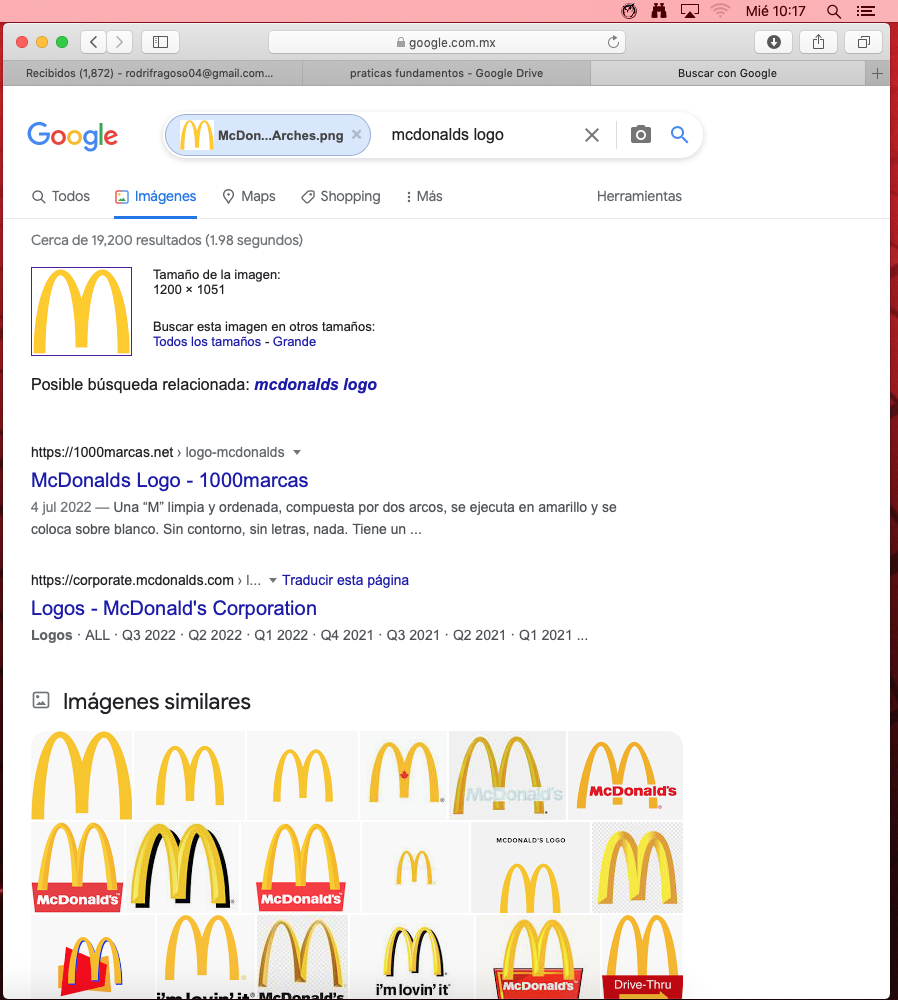 Mié 10:17
google.com.mx
Recibidos (1,872) - rodrifragoso04@gmail.com...
praticas fundamentos - Google Drive
Buscar con Google
Google
McDon...Arches.png
mcdonalds logo
Todos
Imágenes
Maps
Shopping
Más
Herramientas
Cerca de 19,200 resultados (1.98 segundos)
Tamaño de la imagen:
1200 × 1051
Buscar esta imagen en otros tamaños:
Todos los tamaños - Grande
Posible búsqueda relacionada: mcdonalds logo
https://1000marcas.net › logo-mcdonalds
McDonalds Logo - 1000marcas
4 jul 2022 — Una “M” limpia y ordenada, compuesta por dos arcos, se ejecuta en amarillo y se
coloca sobre blanco. Sin contorno, sin letras, nada. Tiene un ...
https://corporate.mcdonalds.com › l... Traducir esta página
Logos - McDonald's Corporation
Logos · ALL · Q3 2022 · Q2 2022 · Q1 2022 · Q4 2021 · Q3 2021 · Q2 2021 · Q1 2021 ...
Imágenes similares
McDonald's
McDonald's
McDonald's
McDonald's
MCDONALD'S LOGO
i'm lovin' it
McDonald's
i'm lovin' it
McDonald's
Drive-Thru